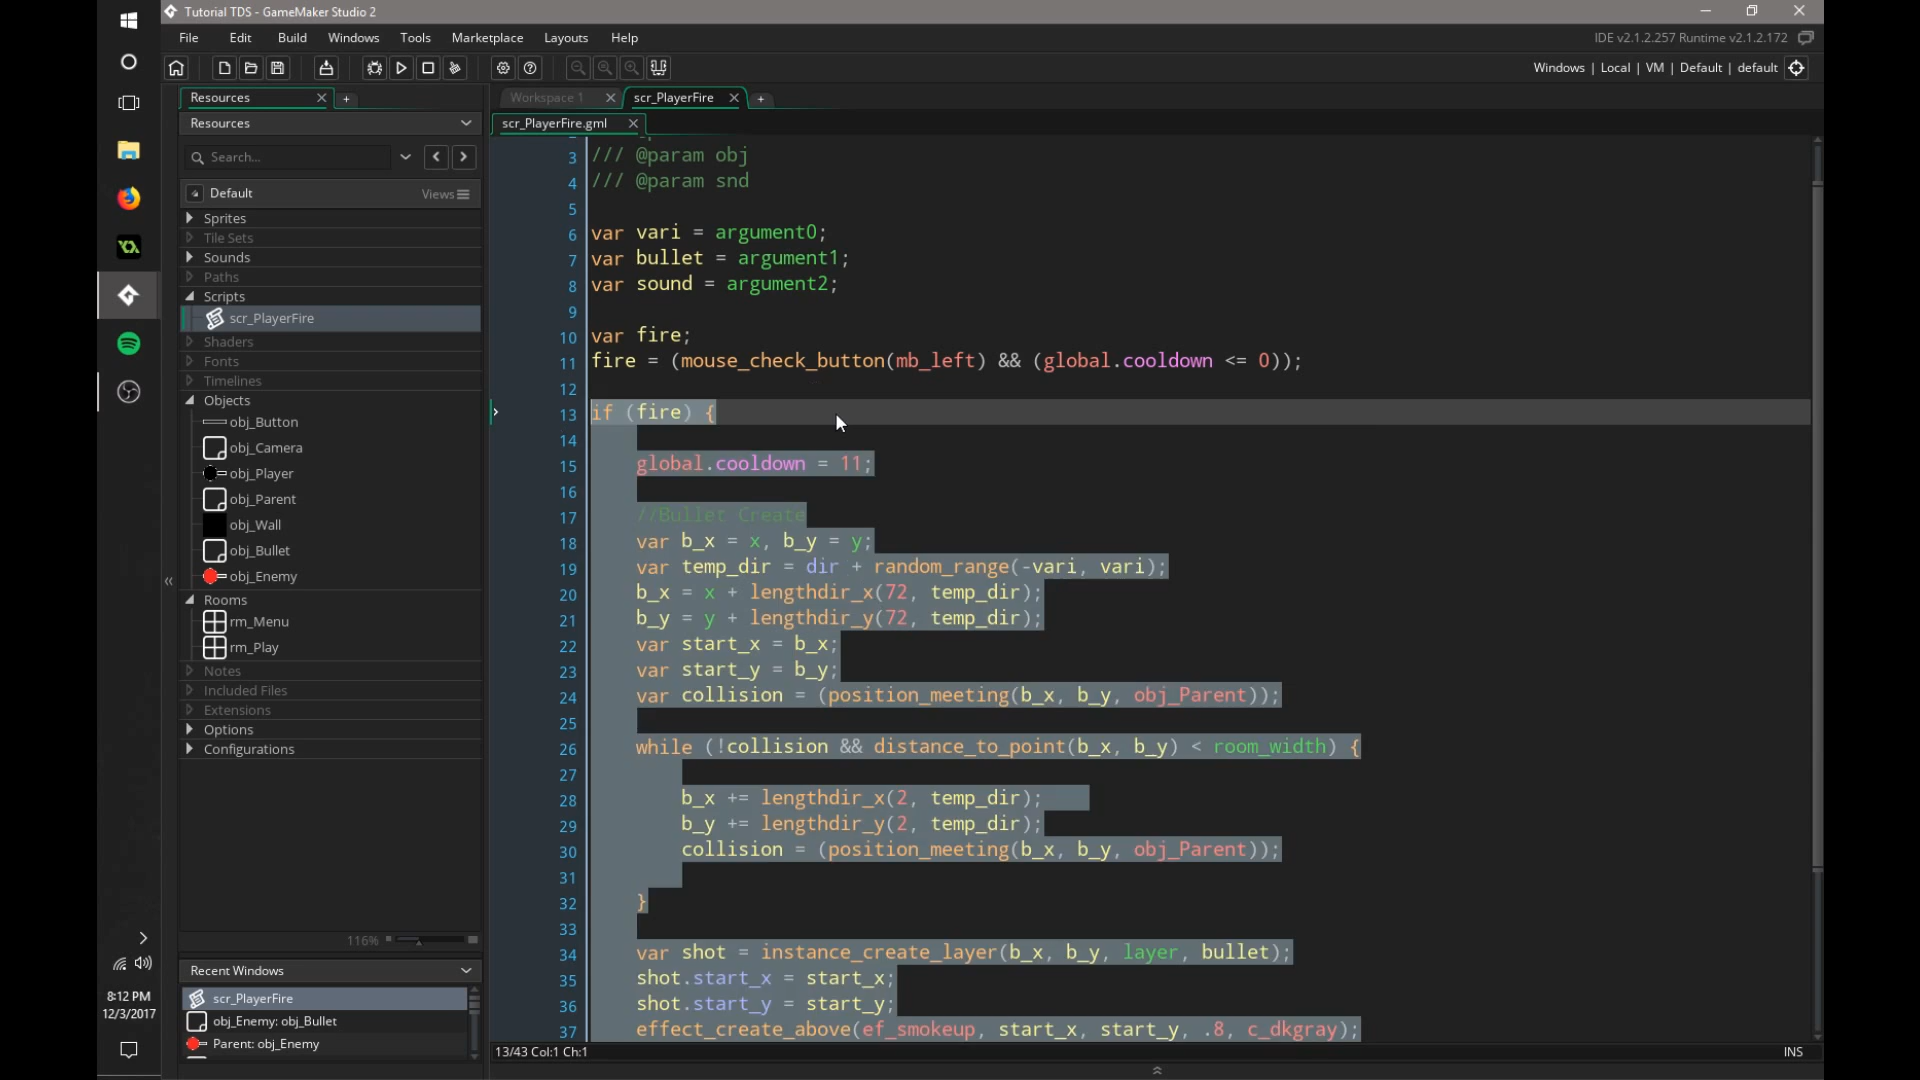 Tutorial TDS - GameMaker Studio 2
File Edit Build Windows Tools Marketplace Layouts Help
IDE v2.1.2.257 Runtime v2.1.2.172
Windows | Local | VM | Default | default
Resources
Workspace 1
scr_PlayerFire
Resources
scr_PlayerFire.gml
Search...
Default
Views
Sprites
Tile Sets
Sounds
Paths
Scripts
scr_PlayerFire
Shaders
Fonts
Timelines
Objects
obj_Button
obj_Camera
obj_Player
obj_Parent
obj_Wall
obj_Bullet
obj_Enemy
Rooms
rm_Menu
rm_Play
Notes
Included Files
Extensions
Options
Configurations
116%
Recent Windows
scr_PlayerFire
obj_Enemy: obj_Bullet
Parent: obj_Enemy
8:12 PM
12/3/2017
3 /// @param obj
4 /// @param snd
5
6 var vari = argument0;
7 var bullet = argument1;
8 var sound = argument2;
9
10 var fire;
11 fire = (mouse_check_button(mb_left) && (global.cooldown <= 0));
12
13 if (fire) {
14
15 global.cooldown = 11;
16
17 //Bullet Create
18 var b_x = x, b_y = y;
19 var temp_dir = dir + random_range(-vari, vari);
20 b_x = x + lengthdir_x(72, temp_dir);
21 b_y = y + lengthdir_y(72, temp_dir);
22 var start_x = b_x;
23 var start_y = b_y;
24 var collision = (position_meeting(b_x, b_y, obj_Parent));
25
26 while (!collision && distance_to_point(b_x, b_y) < room_width) {
27
28 b_x += lengthdir_x(2, temp_dir);
29 b_y += lengthdir_y(2, temp_dir);
30 collision = (position_meeting(b_x, b_y, obj_Parent));
31
32 }
33
34 var shot = instance_create_layer(b_x, b_y, layer, bullet);
35 shot.start_x = start_x;
36 shot.start_y = start_y;
37 effect_create_above(ef_smokeup, start_x, start_y, .8, c_dkgray);
13/43 Col:1 Ch:1
INS